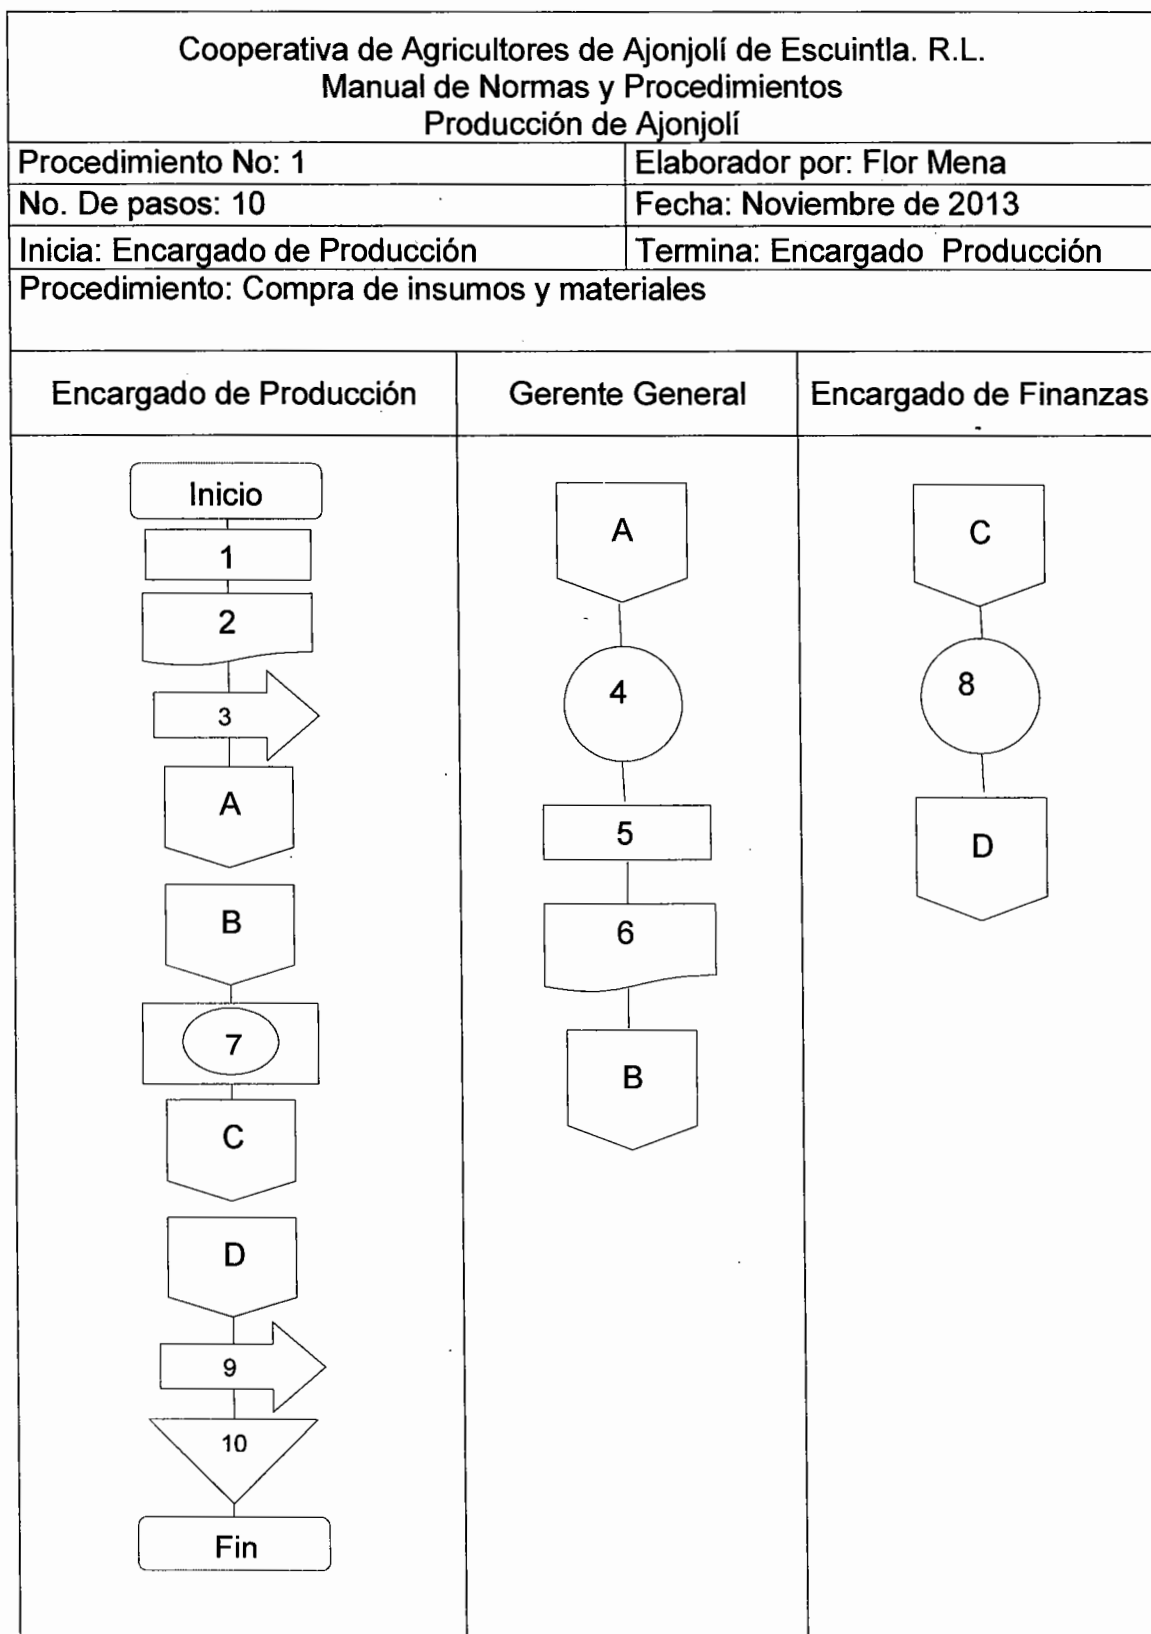 Cooperativa de Agricultores de Ajonjolí de Escuintla. R.L.
Manual de Normas y Procedimientos
Producción de Ajonjolí
Procedimiento No: 1
Elaborador por: Flor Mena
No. De pasos: 10
Fecha: Noviembre de 2013
Inicia: Encargado de Producción
Termina: Encargado Producción
Procedimiento: Compra de insumos y materiales
Encargado de Producción
Gerente General
Encargado de Finanzas
Inicio
1
2
3
A
B
7
C
D
9
10
Fin
A
4
5
6
B
C
8
D